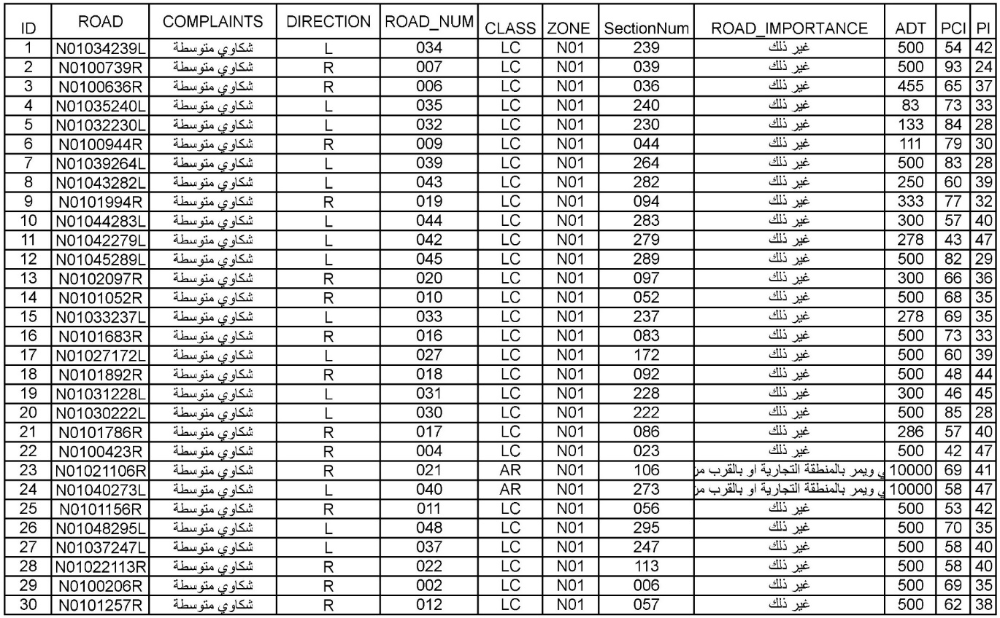 ID ROAD COMPLAINTS DIRECTION ROAD_NUM CLASS ZONE SectionNum ROAD_IMPORTANCE ADT PCI PI
1 N01034239L شكاوي متوسطة L 034 LC N01 239 غير ذلك 500 54 42
2 N0100739R شكاوي متوسطة R 007 LC N01 039 غير ذلك 500 93 24
3 N0100636R شكاوي متوسطة R 006 LC N01 036 غير ذلك 455 65 37
4 N01035240L شكاوي متوسطة L 035 LC N01 240 غير ذلك 83 73 33
5 N01032230L شكاوي متوسطة L 032 LC N01 230 غير ذلك 133 84 28
6 N0100944R شكاوي متوسطة R 009 LC N01 044 غير ذلك 111 79 30
7 N01039264L شكاوي متوسطة L 039 LC N01 264 غير ذلك 500 83 28
8 N01043282L شكاوي متوسطة L 043 LC N01 282 غير ذلك 250 60 39
9 N0101994R شكاوي متوسطة R 019 LC N01 094 غير ذلك 333 77 32
10 N01044283L شكاوي متوسطة L 044 LC N01 283 غير ذلك 300 57 40
11 N01042279L شكاوي متوسطة L 042 LC N01 279 غير ذلك 278 43 47
12 N01045289L شكاوي متوسطة L 045 LC N01 289 غير ذلك 500 82 29
13 N0102097R شكاوي متوسطة R 020 LC N01 097 غير ذلك 300 66 36
14 N0101052R شكاوي متوسطة R 010 LC N01 052 غير ذلك 500 68 35
15 N01033237L شكاوي متوسطة L 033 LC N01 237 غير ذلك 278 69 35
16 N0101683R شكاوي متوسطة R 016 LC N01 083 غير ذلك 500 73 33
17 N01027172L شكاوي متوسطة L 027 LC N01 172 غير ذلك 500 60 39
18 N0101892R شكاوي متوسطة R 018 LC N01 092 غير ذلك 500 48 44
19 N01031228L شكاوي متوسطة L 031 LC N01 228 غير ذلك 300 46 45
20 N01030222L شكاوي متوسطة L 030 LC N01 222 غير ذلك 500 85 28
21 N0101786R شكاوي متوسطة R 017 LC N01 086 غير ذلك 286 57 40
22 N0100423R شكاوي متوسطة R 004 LC N01 023 غير ذلك 500 42 47
23 N01021106R شكاوي متوسطة R 021 AR N01 106 ويمر بالمنطقة التجارية او بالقرب من 10000 69 41
24 N01040273L شكاوي متوسطة L 040 AR N01 273 ويمر بالمنطقة التجارية او بالقرب من 10000 58 47
25 N0101156R شكاوي متوسطة R 011 LC N01 056 غير ذلك 500 53 42
26 N01048295L شكاوي متوسطة L 048 LC N01 295 غير ذلك 500 70 35
27 N01037247L شكاوي متوسطة L 037 LC N01 247 غير ذلك 500 58 40
28 N01022113R شكاوي متوسطة R 022 LC N01 113 غير ذلك 500 58 40
29 N0100206R شكاوي متوسطة R 002 LC N01 006 غير ذلك 500 69 35
30 N0101257R شكاوي متوسطة R 012 LC N01 057 غير ذلك 500 62 38